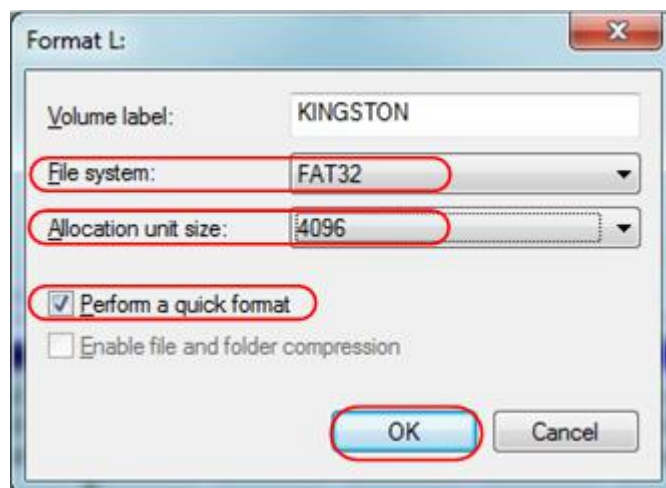 Format L:
Volume label: KINGSTON
File system: FAT32
Allocation unit size: 4096
Perform a quick format
Enable file and folder compression
OK Cancel